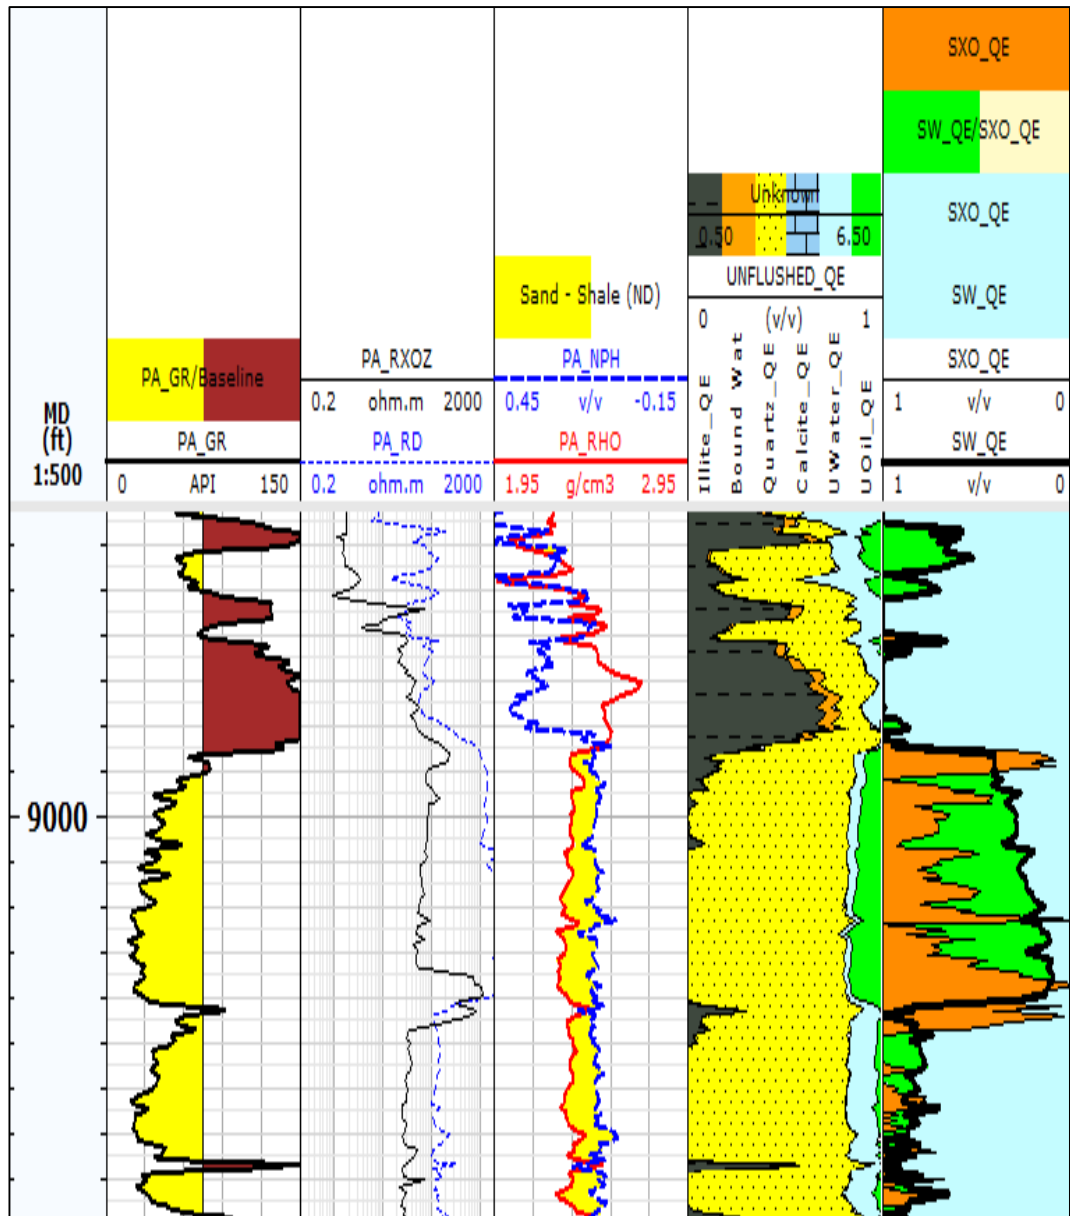 SXO_QE
SW_QE/SXO_QE
Unknown
0.50 6.50
SXO_QE
UNFLUSHED_QE
0 (v/v) 1
Sand - Shale (ND)
SW_QE
PA_GR/Baseline
PA_RXOZ
0.2 ohm.m 2000
PA_NPH
0.45 v/v -0.15
SXO_QE
1 v/v 0
MD
(ft)
1:500
PA_GR
0 API 150
PA_RD
0.2 ohm.m 2000
PA_RHO
1.95 g/cm3 2.95
Illite_QE
Bound Wat
Quartz_QE
Calcite_QE
UWater_QE
UOil_QE
SW_QE
1 v/v 0
9000